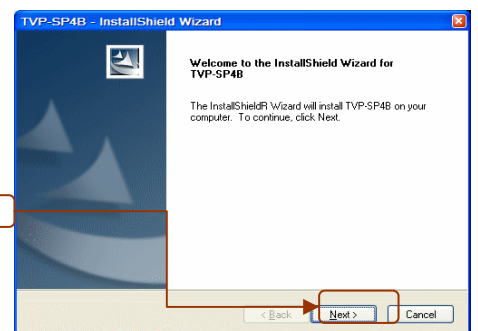 TVP-SP4B - InstallShield Wizard
Welcome to the InstallShield Wizard for
TVP-SP4B
The InstallShieldR Wizard will install TVP-SP4B on your
computer. To continue, click Next.
< Back
Next >
Cancel